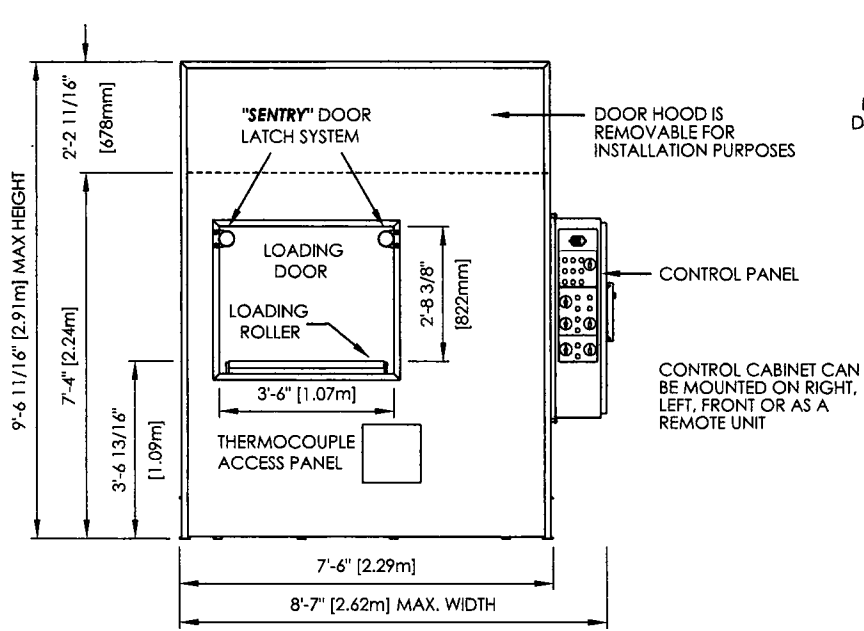 2'-2 11/16"
[678mm]
"SENTRY" DOOR
LATCH SYSTEM
DOOR HOOD IS
REMOVABLE FOR
INSTALLATION PURPOSES
9'-6 11/16" [2.91m] MAX HEIGHT
7'-4" [2.24m]
3'-6 13/16"
[1.09m]
LOADING
DOOR
LOADING
ROLLER
2'-8 3/8"
[822mm]
3'-6" [1.07m]
THERMOCOUPLE
ACCESS PANEL
CONTROL PANEL
CONTROL CABINET CAN
BE MOUNTED ON RIGHT,
LEFT, FRONT OR AS A
REMOTE UNIT
7'-6" [2.29m]
8'-7" [2.62m] MAX. WIDTH